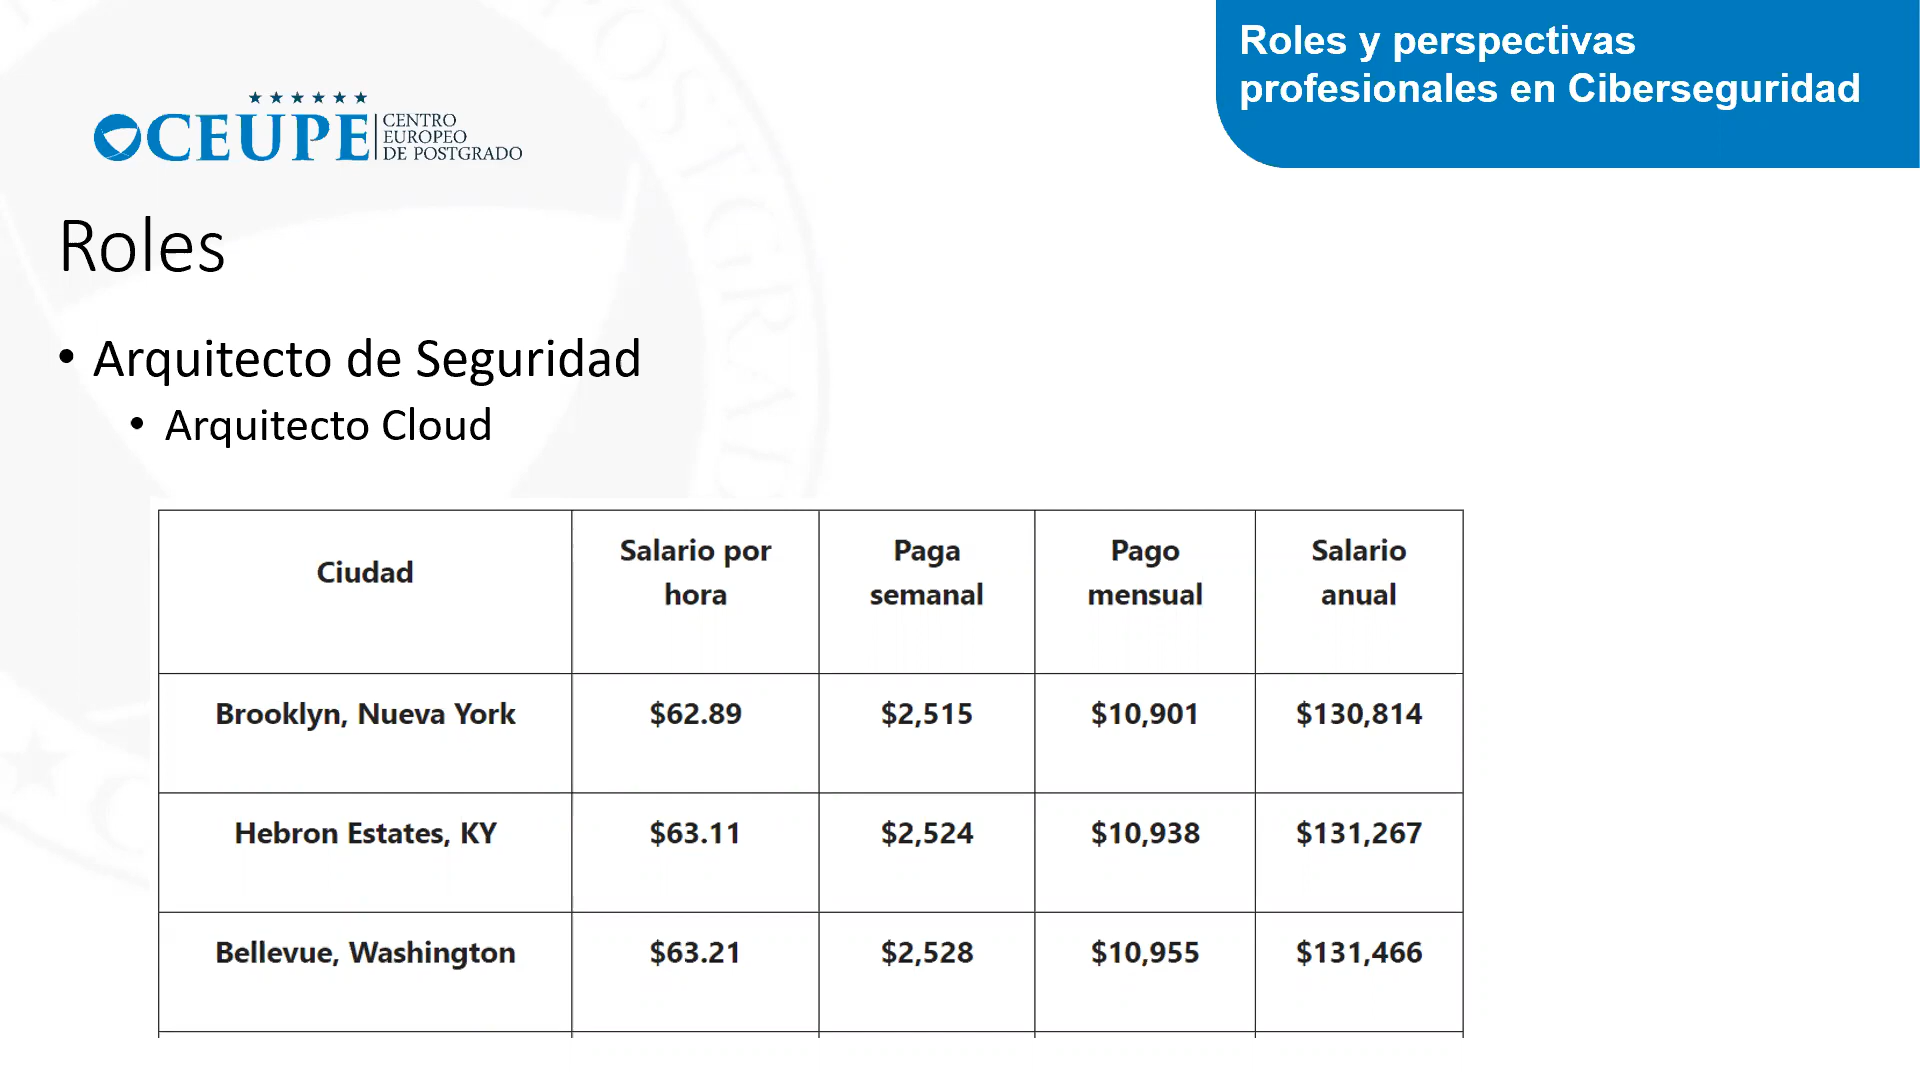 Roles y perspectivas
profesionales en Ciberseguridad
CEUPE
CENTRO
EUROPEO
DE POSTGRADO
Roles
• Arquitecto de Seguridad
• Arquitecto Cloud
Ciudad
Salario por
hora
Paga
semanal
Pago
mensual
Salario
anual
Brooklyn, Nueva York $62.89 $2,515 $10,901 $130,814
Hebron Estates, KY $63.11 $2,524 $10,938 $131,267
Bellevue, Washington $63.21 $2,528 $10,955 $131,466